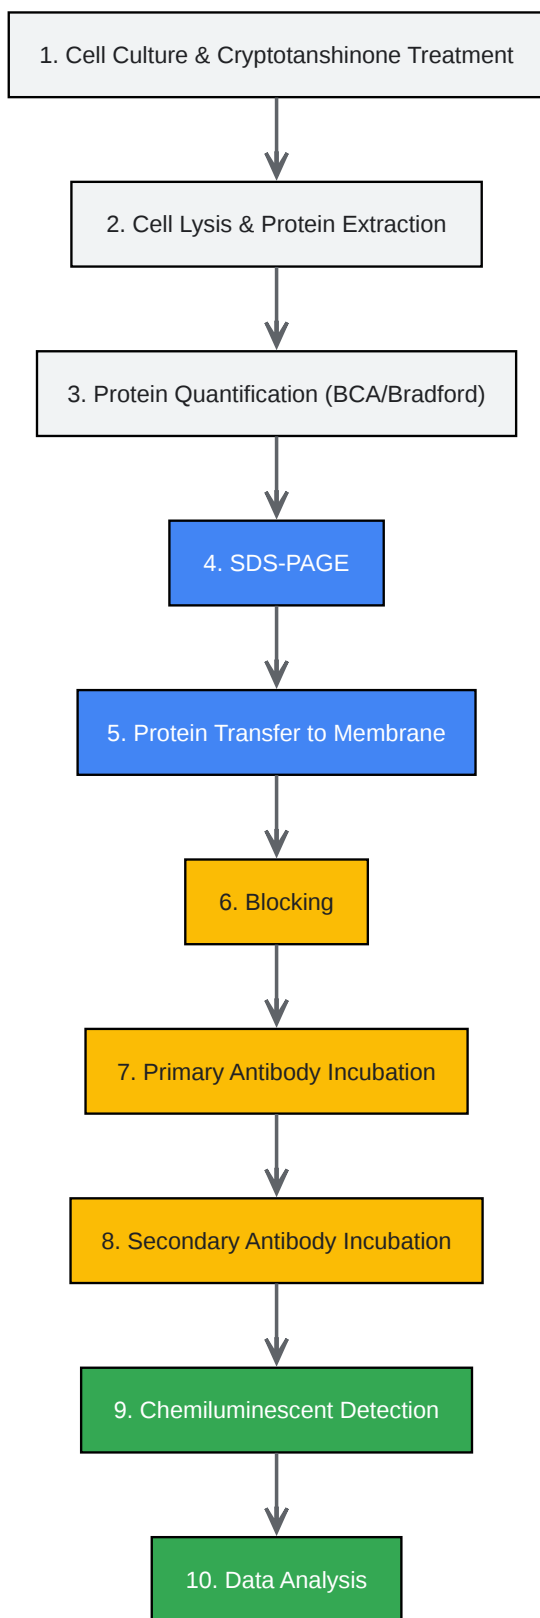 1. Cell Culture & Cryptotanshinone Treatment
2. Cell Lysis & Protein Extraction
3. Protein Quantification (BCA/Bradford)
4. SDS-PAGE
5. Protein Transfer to Membrane
6. Blocking
7. Primary Antibody Incubation
8. Secondary Antibody Incubation
9. Chemiluminescent Detection
10. Data Analysis